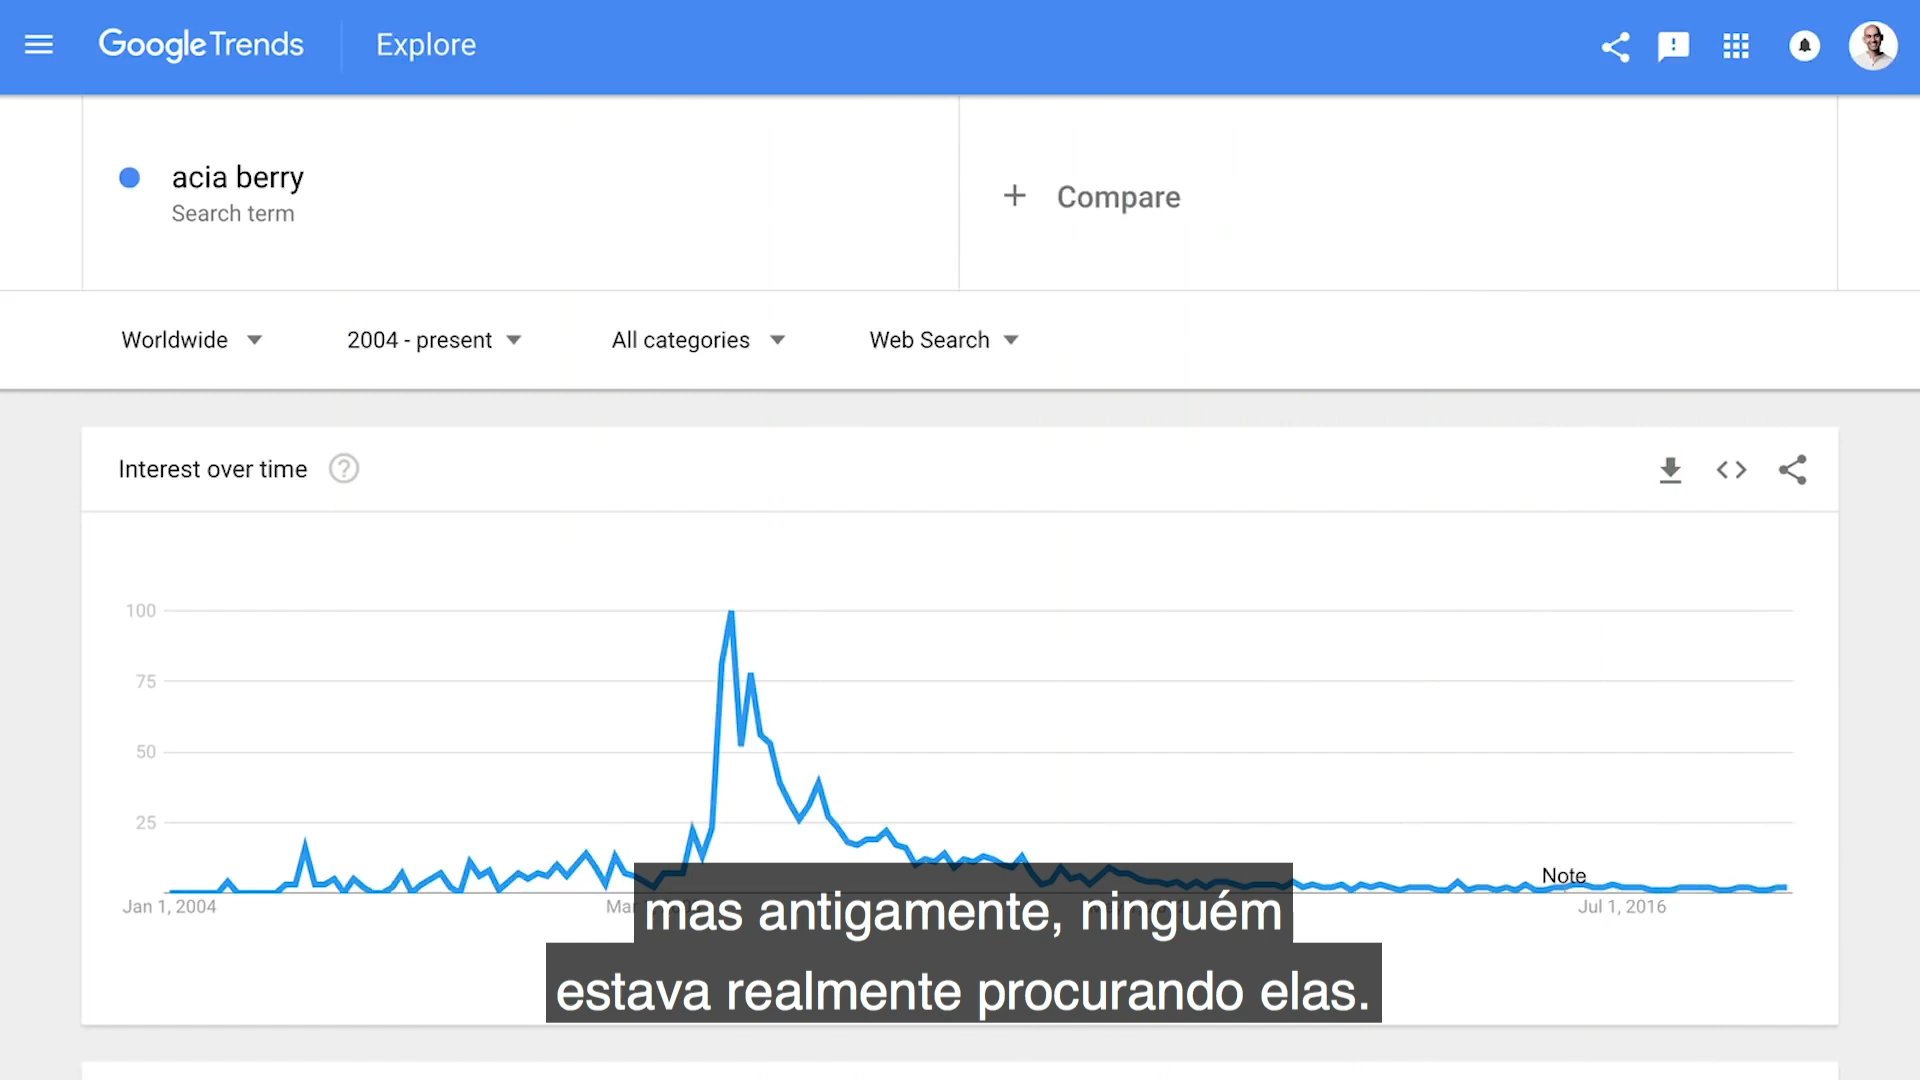 Google Trends Explore
acia berry
Search term
+ Compare
Worldwide 2004 - present All categories Web Search
Interest over time ?
100
75
50
25
Note
Jan 1, 2004 Mar Jul 1, 2016
mas antigamente, ninguém
estava realmente procurando elas.